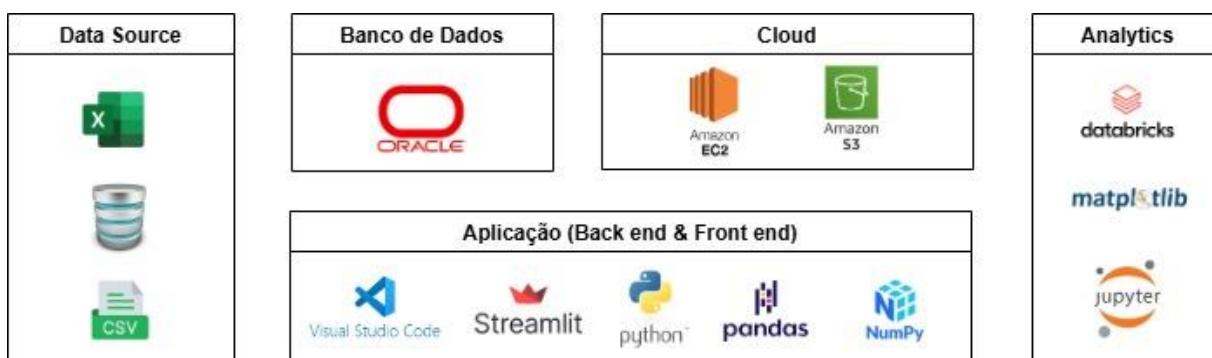 Data Source
X
CSV
Banco de Dados
ORACLE
Cloud
Amazon
EC2
Amazon
S3
Aplicação (Back end & Front end)
Visual Studio Code
Streamlit
python
pandas
NumPy
Analytics
databricks
matplotlib
jupyter